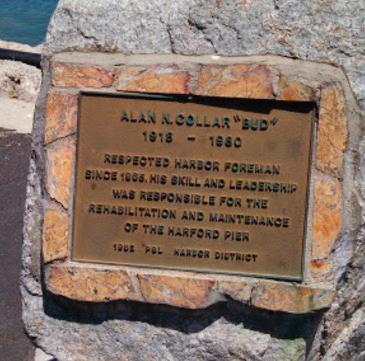 ALAN N. COLLAR "BUD"
1918 - 1980
RESPECTED HARBOR FOREMAN
SINCE 1965. HIS SKILL AND LEADERSHIP
WAS RESPONSIBLE FOR THE
REHABILITATION AND MAINTENANCE
OF THE HARFORD PIER
1982 PSL HARBOR DISTRICT